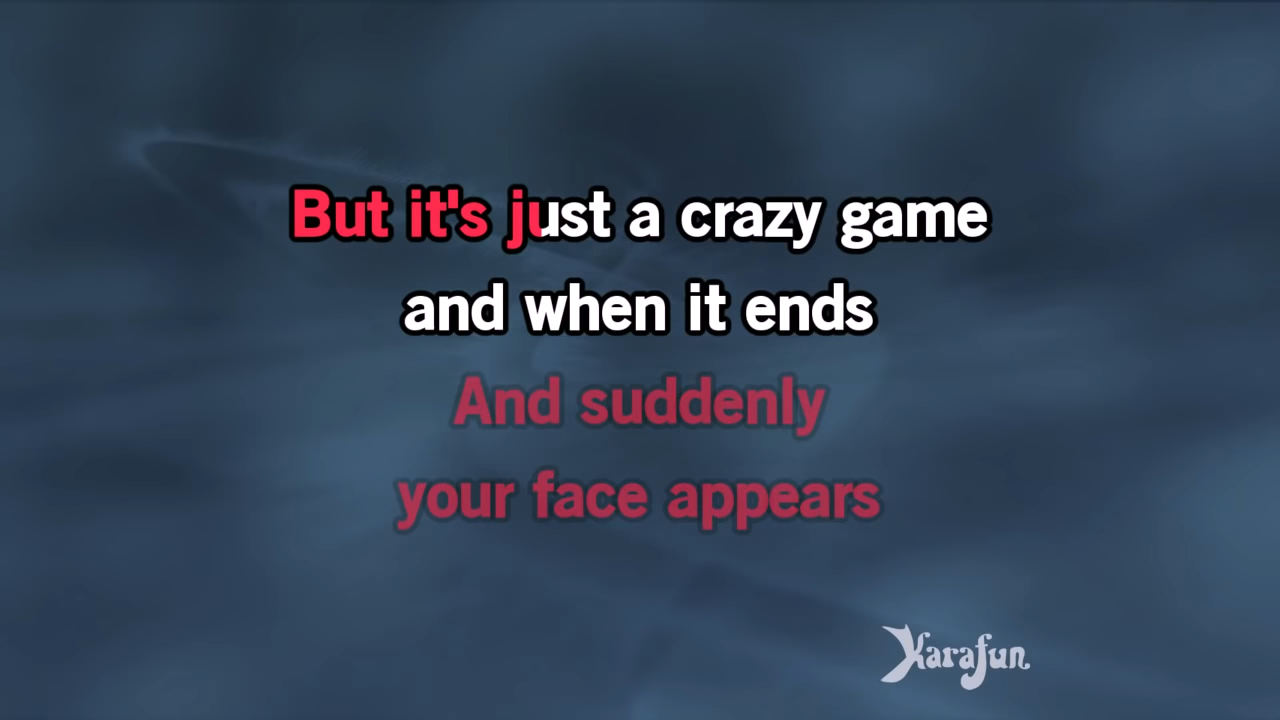 But it's just a crazy game
and when it ends
And suddenly
your face appears
Karafun